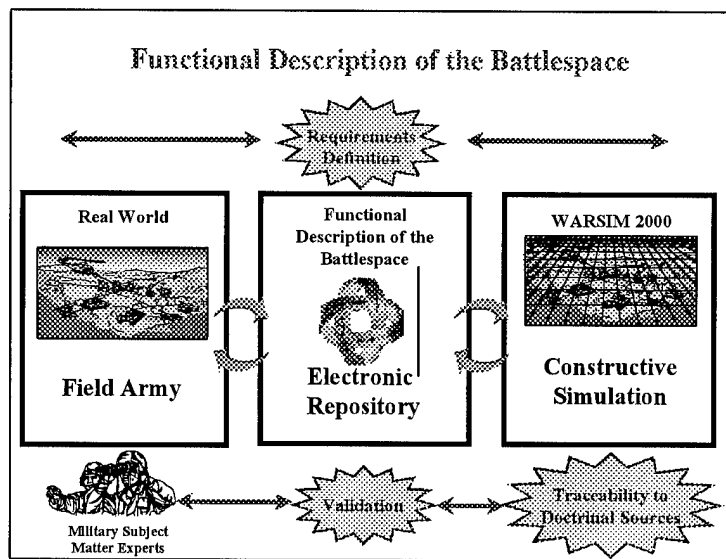 Functional Description of the Battlespace
Requirements
Definition
Real World
Field Army
Functional
Description of the
Battlespace
Electronic
Repository
WARSIM 2000
Constructive
Simulation
Military Subject
Matter Experts
Validation
Traceability to
Doctrinal Sources